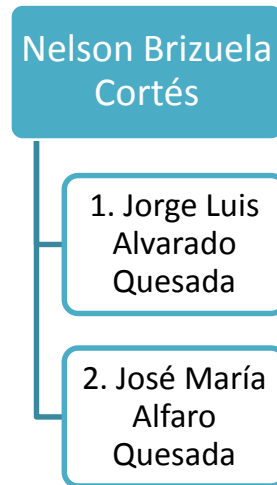 Nelson Brizuela
Cortés
1. Jorge Luis
Alvarado
Quesada
2. José María
Alfaro
Quesada